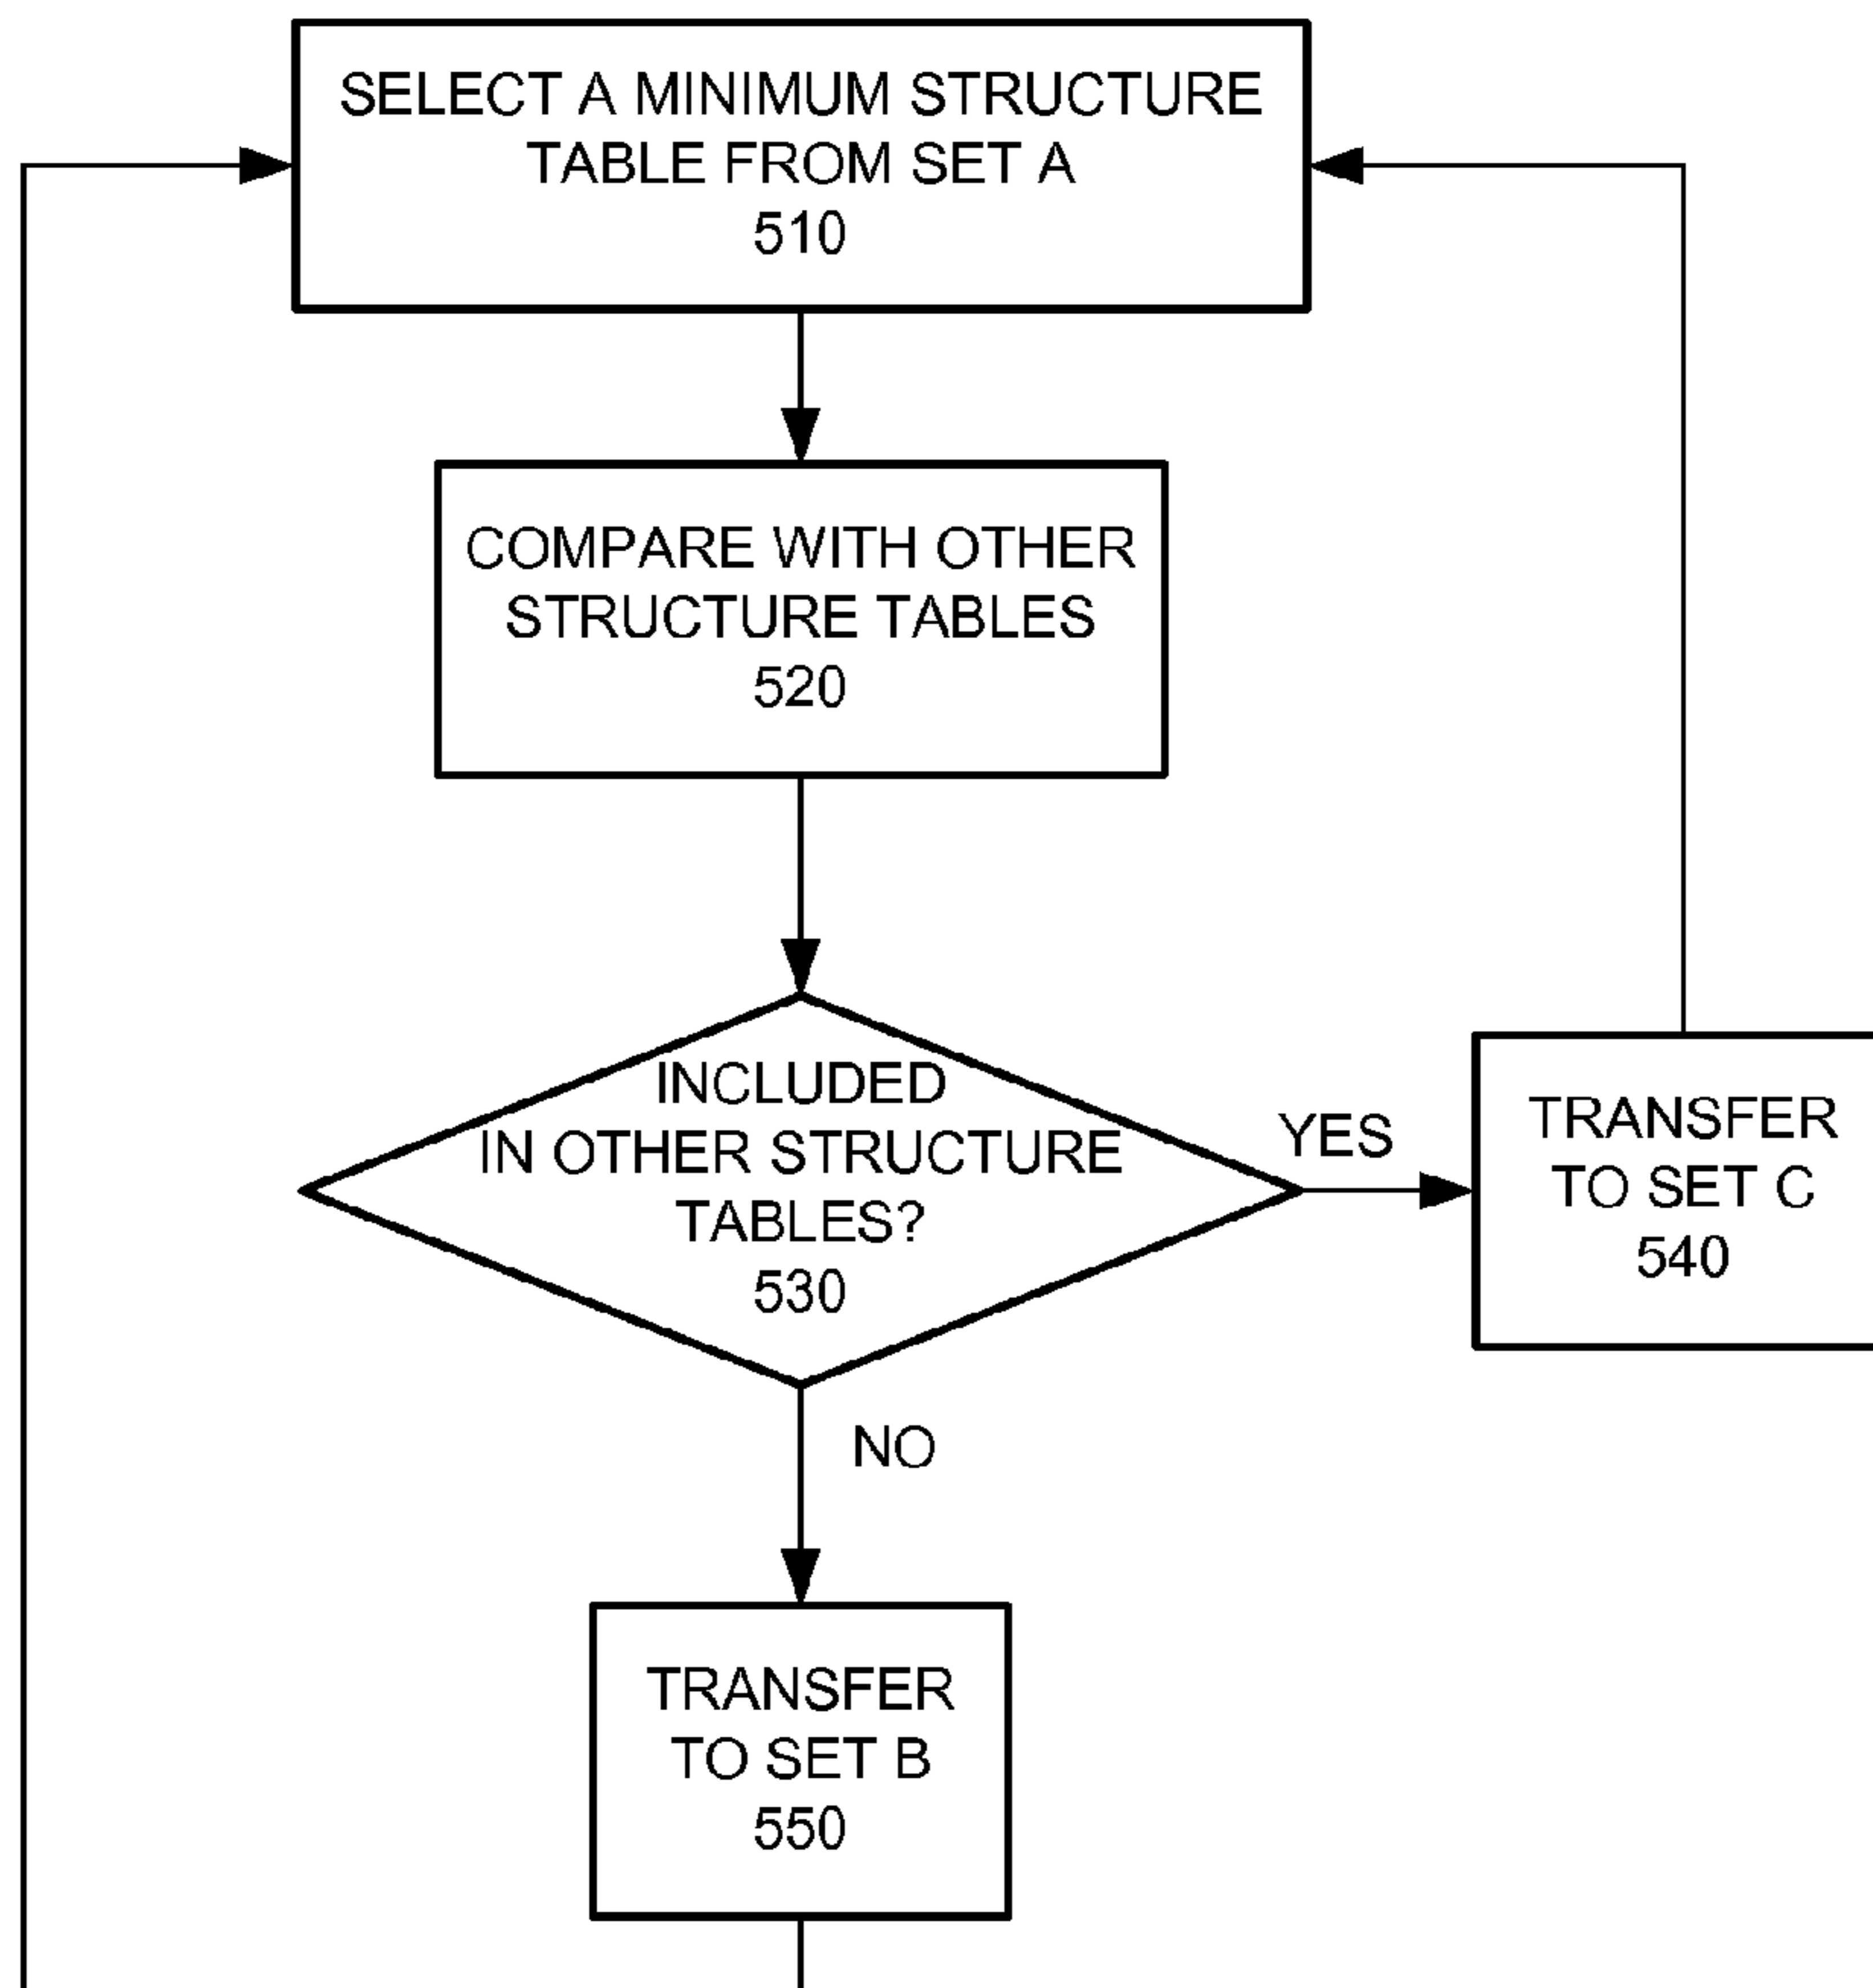 SELECT A MINIMUM STRUCTURE
TABLE FROM SET A
510
COMPARE WITH OTHER
STRUCTURE TABLES
520
INCLUDED
IN OTHER STRUCTURE
TABLES?
530
YES
TRANSFER
TO SET C
540
NO
TRANSFER
TO SET B
550